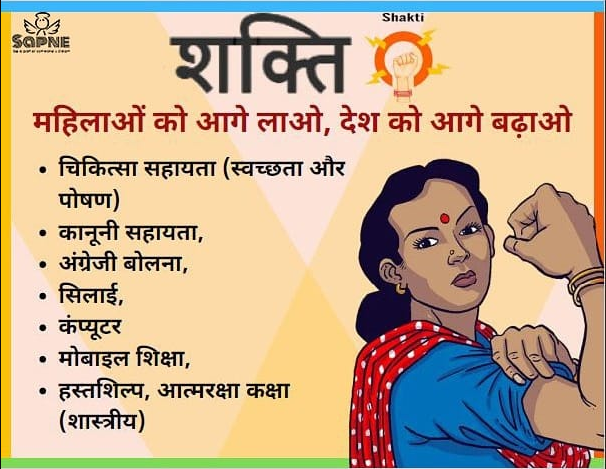 SAPNE
Shakti
शक्ति
महिलाओं को आगे लाओ, देश को आगे बढ़ाओ
• चिकित्सा सहायता (स्वच्छता और
पोषण)
• कानूनी सहायता,
• अंग्रेजी बोलना,
• सिलाई,
• कंप्यूटर
• मोबाइल शिक्षा,
• हस्तशिल्प, आत्मरक्षा कक्षा
(शास्त्रीय)